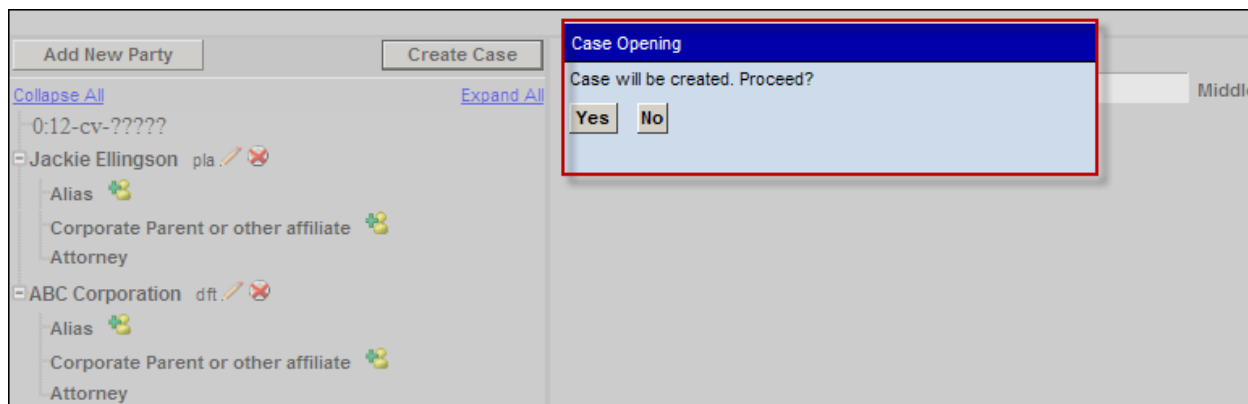 Add New Party
Create Case
Collapse All
Expand All
0:12-cv-?????
Jackie Ellingson pla
Alias
Corporate Parent or other affiliate
Attorney
ABC Corporation dft
Alias
Corporate Parent or other affiliate
Attorney
Case Opening
Case will be created. Proceed?
Yes No